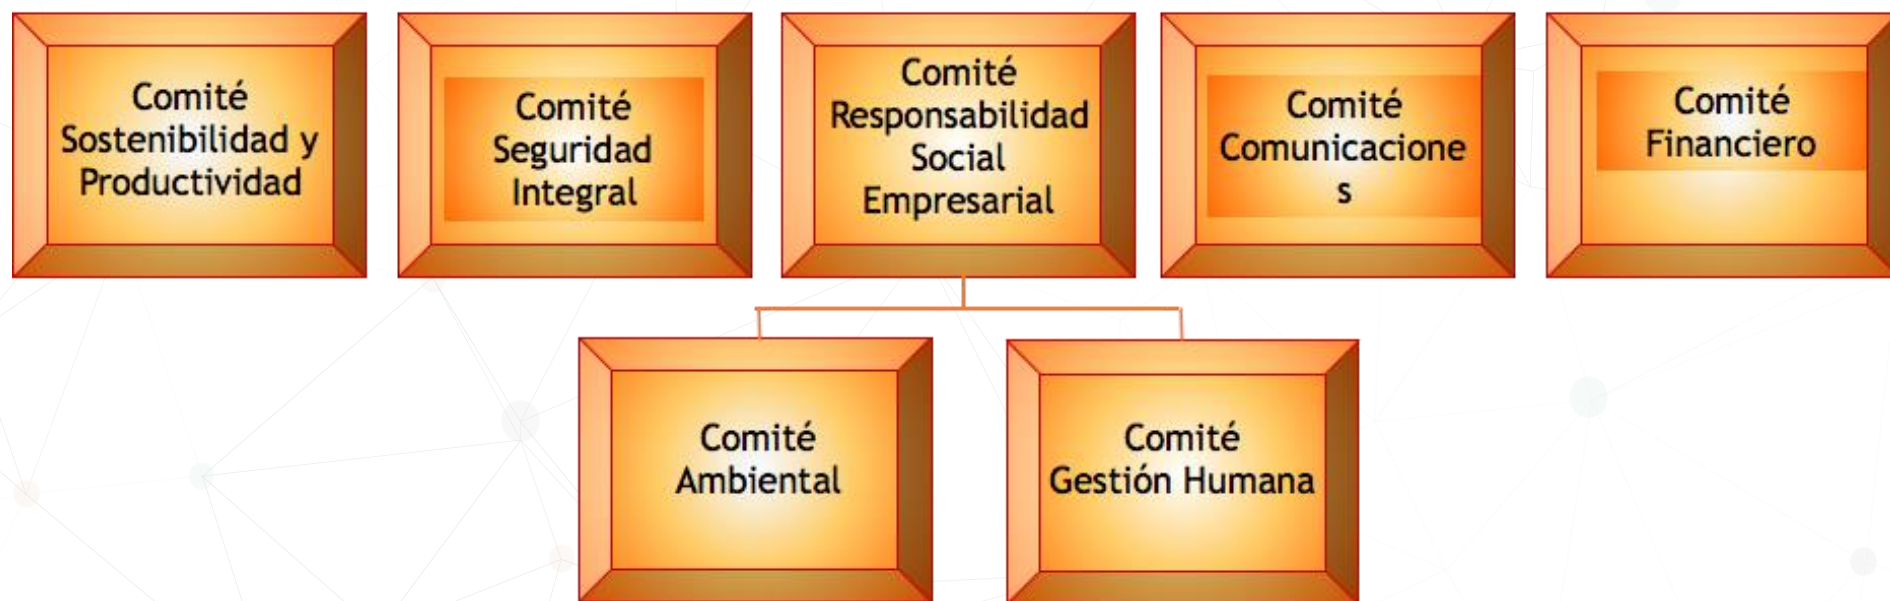 Comité
Sostenibilidad y
Productividad
Comité
Seguridad
Integral
Comité
Responsabilidad
Social
Empresarial
Comité
Comunicacione
s
Comité
Financiero
Comité
Ambiental
Comité
Gestión Humana